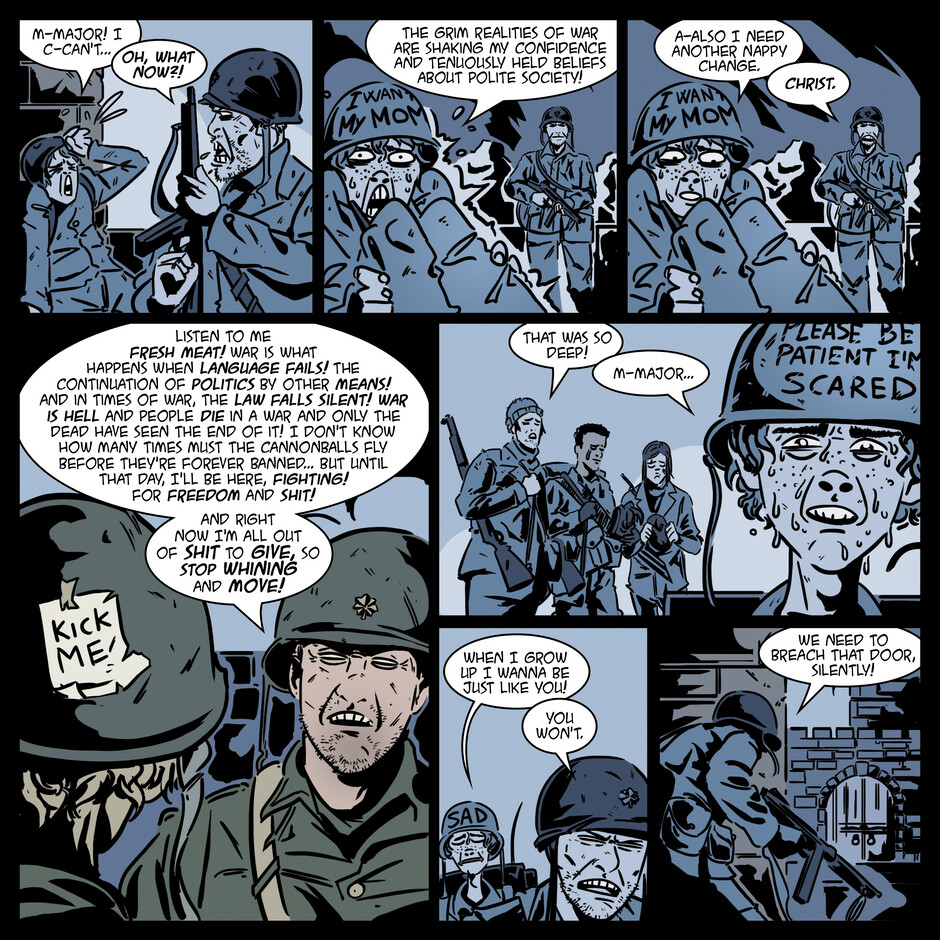 M-MAJOR! I
C-CAN'T...
OH, WHAT
NOW?!
THE GRIM REALITIES OF WAR
ARE SHAKING MY CONFIDENCE
AND TENUOUSLY HELD BELIEFS
ABOUT POLITE SOCIETY!
I WANT
MY MOM
A-ALSO I NEED
ANOTHER NAPPY
CHANGE.
CHRIST.
I WANT
MY MOM
LISTEN TO ME
FRESH MEAT! WAR IS WHAT
HAPPENS WHEN LANGUAGE FAILS! THE
CONTINUATION OF POLITICS BY OTHER MEANS!
AND IN TIMES OF WAR, THE LAW FALLS SILENT! WAR
IS HELL AND PEOPLE DIE IN A WAR AND ONLY THE
DEAD HAVE SEEN THE END OF IT! I DON'T KNOW
HOW MANY TIMES MUST THE CANNONBALLS FLY
BEFORE THEY'RE FOREVER BANNED... BUT UNTIL
THAT DAY, I'LL BE HERE, FIGHTING!
FOR FREEDOM AND SHIT!
AND RIGHT
NOW I'M ALL OUT
OF SHIT TO GIVE, SO
STOP WHINING
AND MOVE!
KICK
ME!
THAT WAS SO
DEEP!
M-MAJOR...
PLEASE BE
PATIENT I'M
SCARED
WHEN I GROW
UP I WANNA BE
JUST LIKE YOU!
YOU
WON'T.
SAD
WE NEED TO
BREACH THAT DOOR,
SILENTLY!